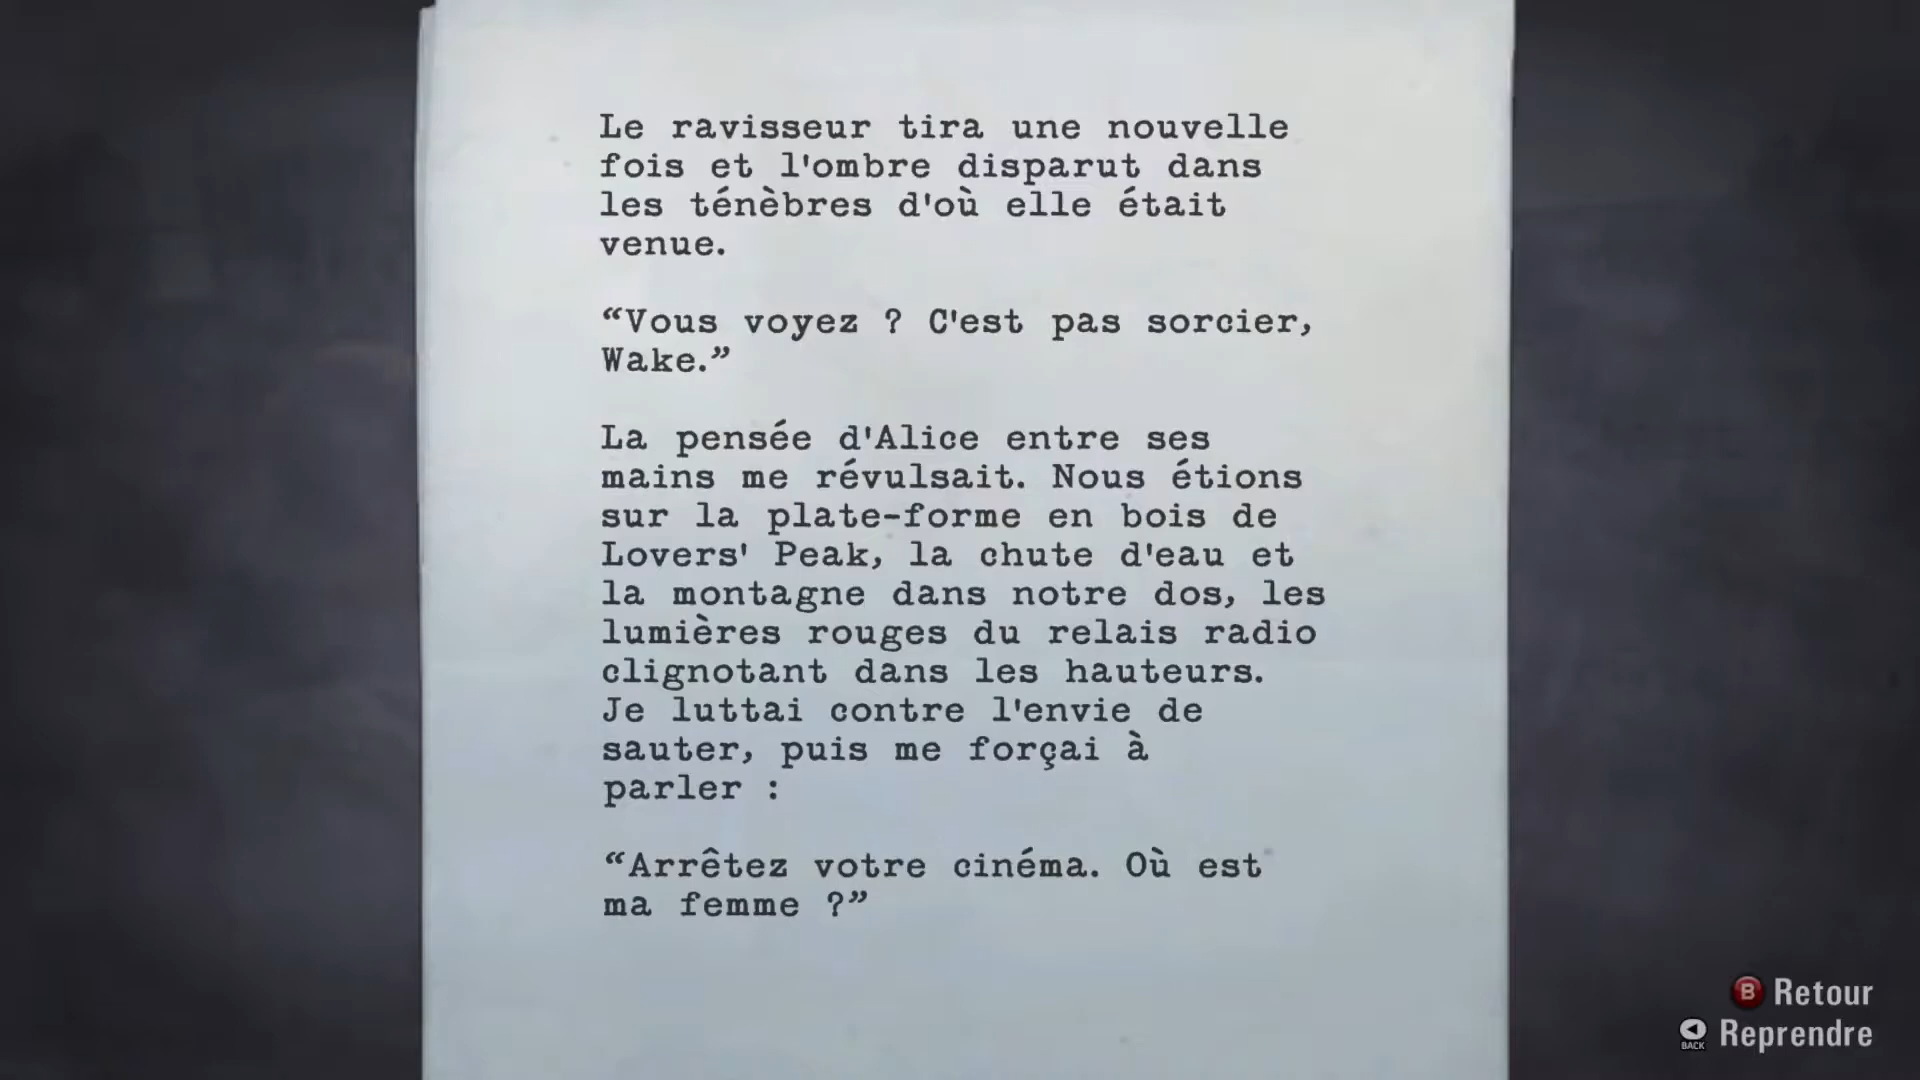 Le ravisseur tira une nouvelle
fois et l'ombre disparut dans
les ténèbres d'où elle était
venue.
“Vous voyez ? C'est pas sorcier,
Wake.”
La pensée d'Alice entre ses
mains me révulsait. Nous étions
sur la plate-forme en bois de
Lovers' Peak, la chute d'eau et
la montagne dans notre dos, les
lumières rouges du relais radio
clignotant dans les hauteurs.
Je luttai contre l'envie de
sauter, puis me forçai à
parler :
“Arrêtez votre cinéma. Où est
ma femme ?”
B Retour
BACK Reprendre